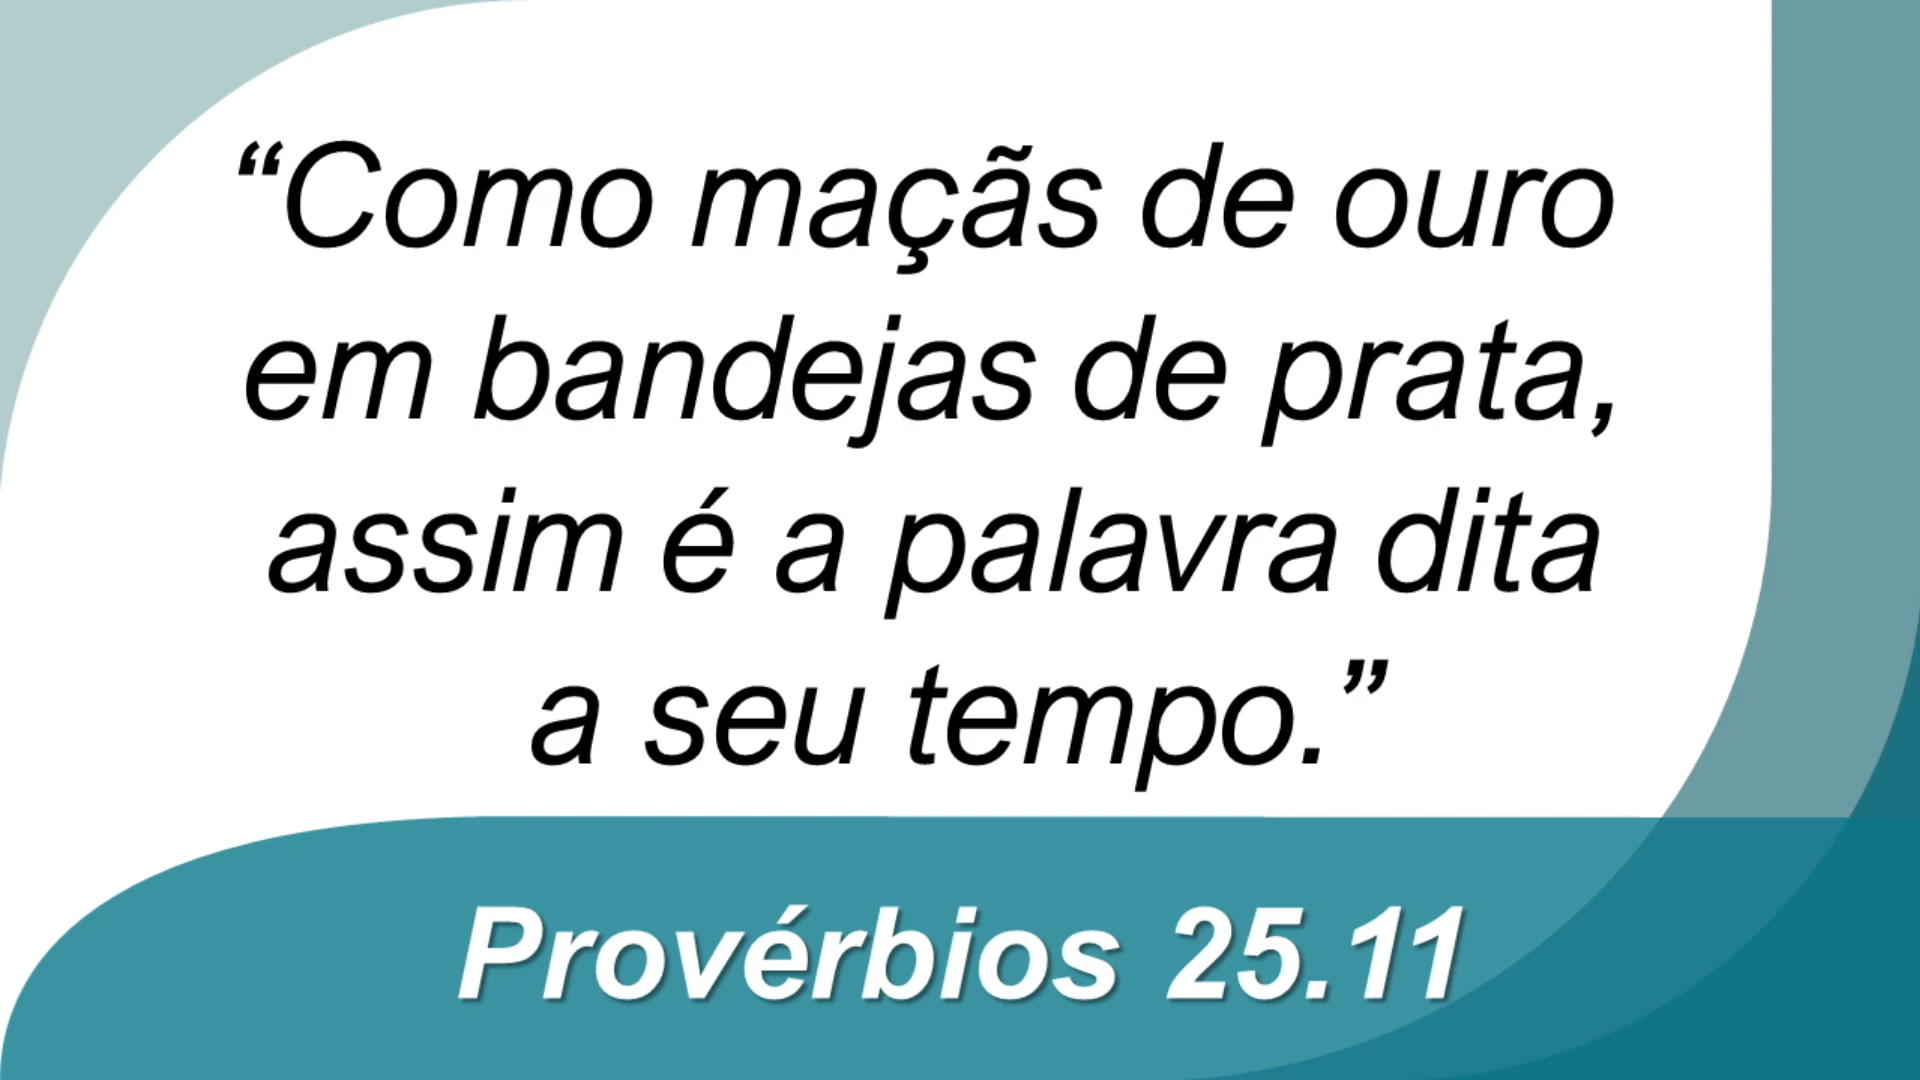 “Como maçãs de ouro
em bandejas de prata,
assim é a palavra dita
a seu tempo.”
Provérbios 25.11